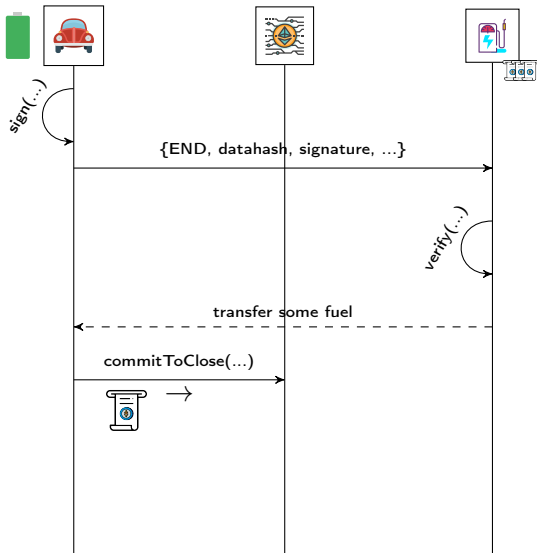 sign(...)
{END, datahash, signature, ...}
verify(...)
transfer some fuel
commitToClose(...)
→